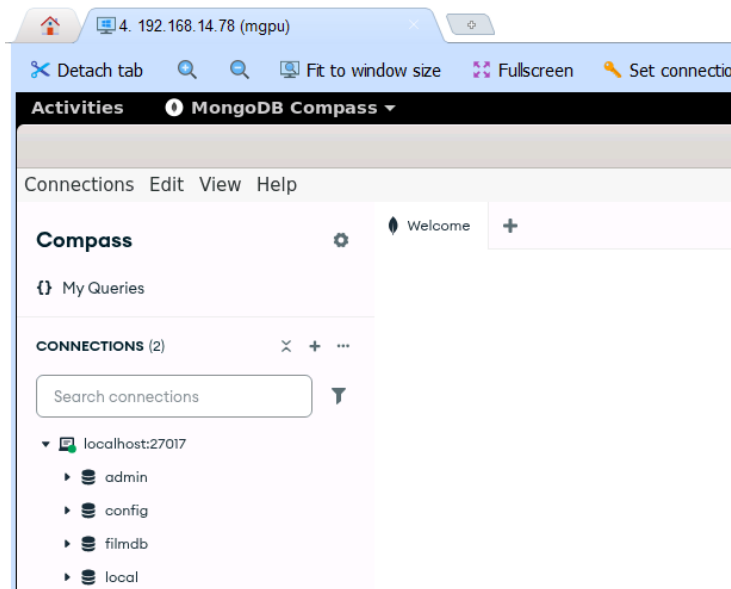 4. 192.168.14.78 (mgpu)
Detach tab Fit to window size Fullscreen Set connectio
Activities MongoDB Compass
Connections Edit View Help
Compass
Welcome
{} My Queries
CONNECTIONS (2)
Search connections
localhost:27017
admin
config
filmdb
local